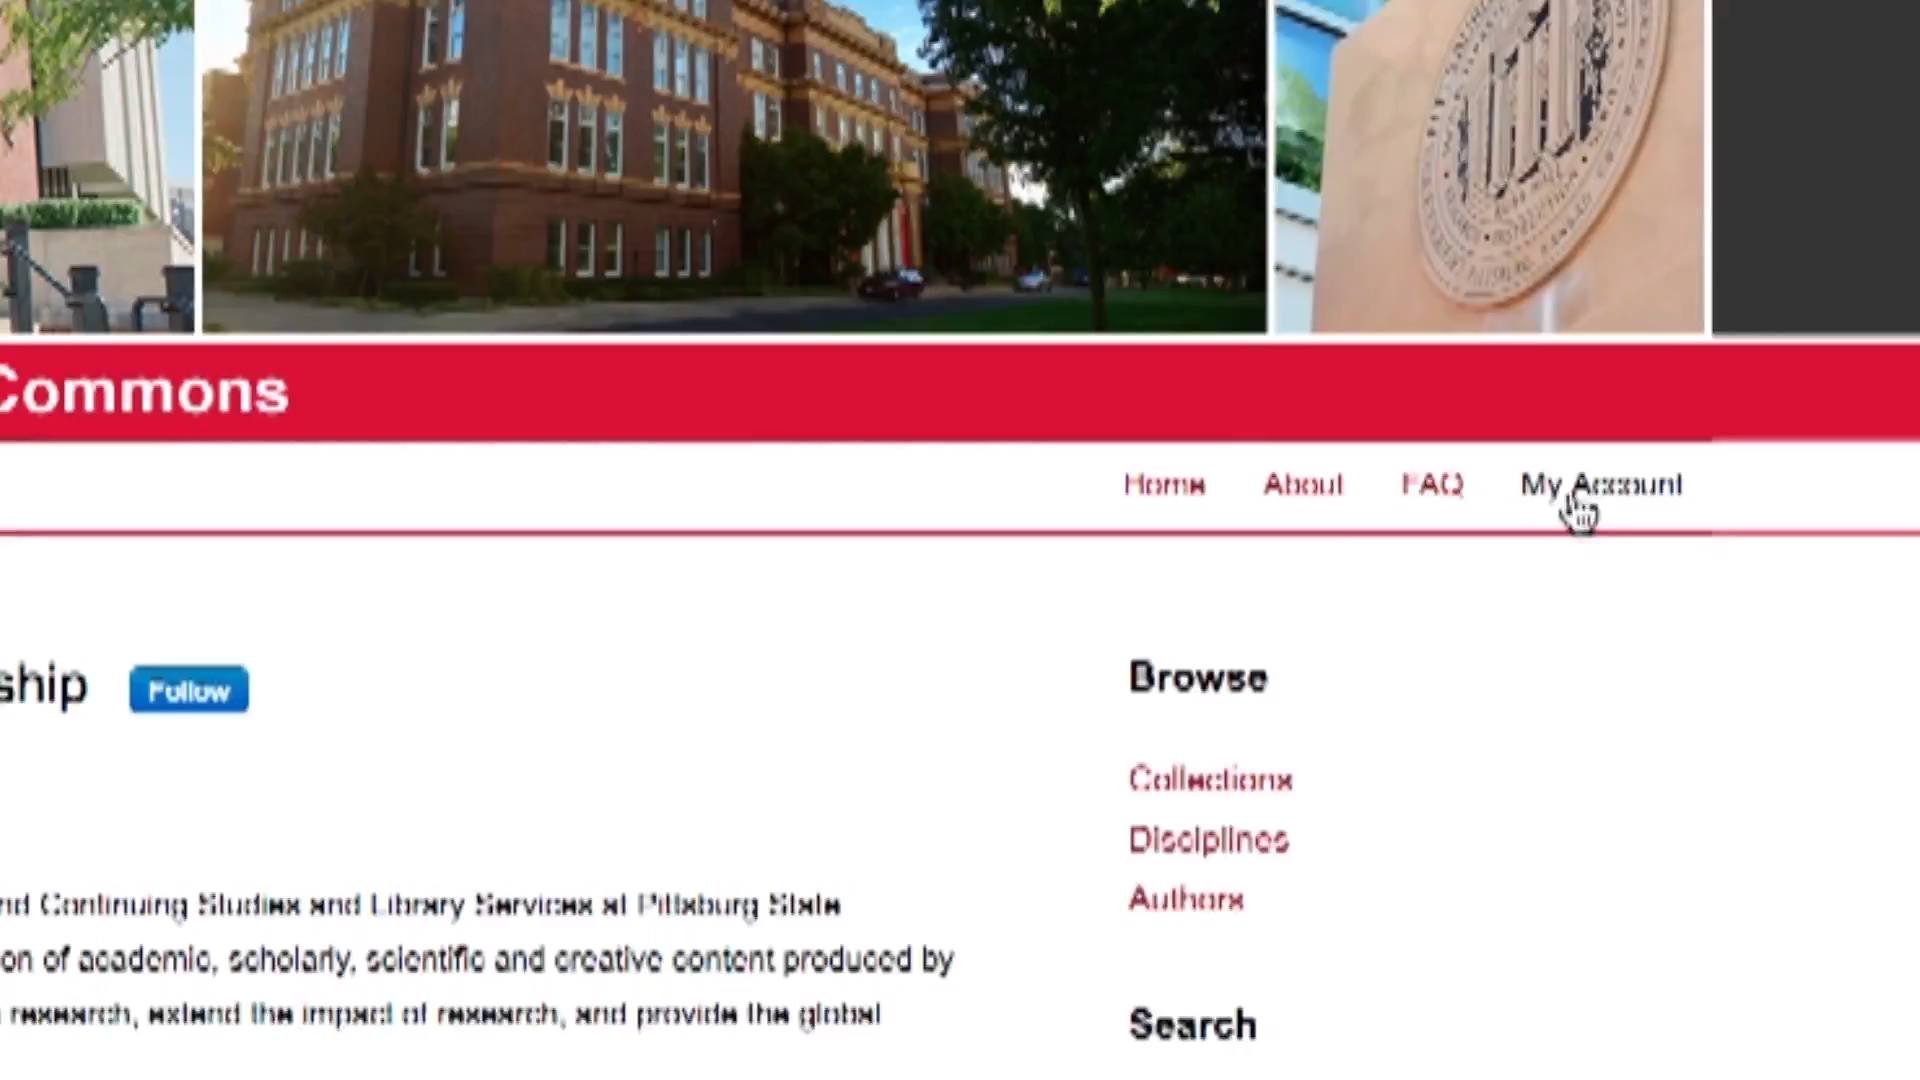 Commons
Home About FAQ My Account
ship Follow
Browse
Collections
Disciplines
Authors
nd Continuing Studies and Library Services at Pittsburg State
on of academic, scholarly, scientific and creative content produced by
research, extend the impact of research, and provide the global
Search